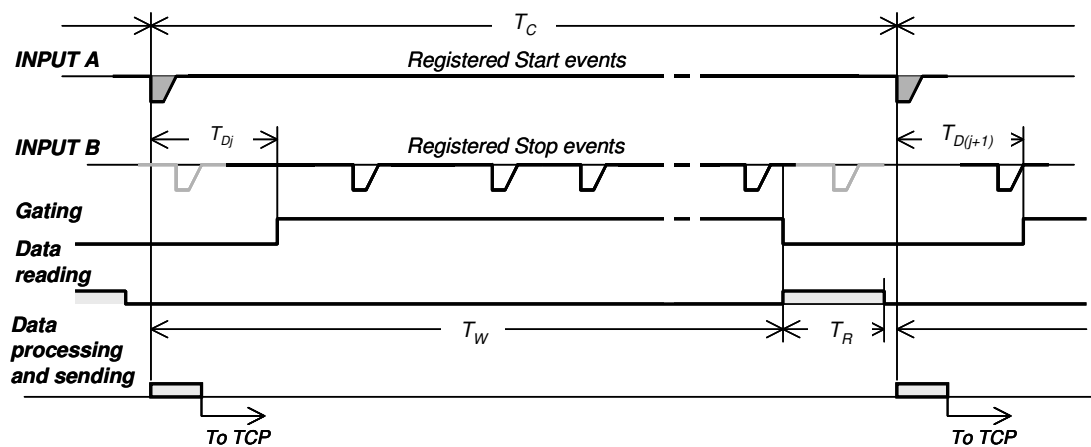 T_C
INPUT A
Registered Start events
T_Dj
T_D(j+1)
INPUT B
Registered Stop events
Gating
Data
reading
T_W
T_R
Data
processing
and sending
To TCP
To TCP